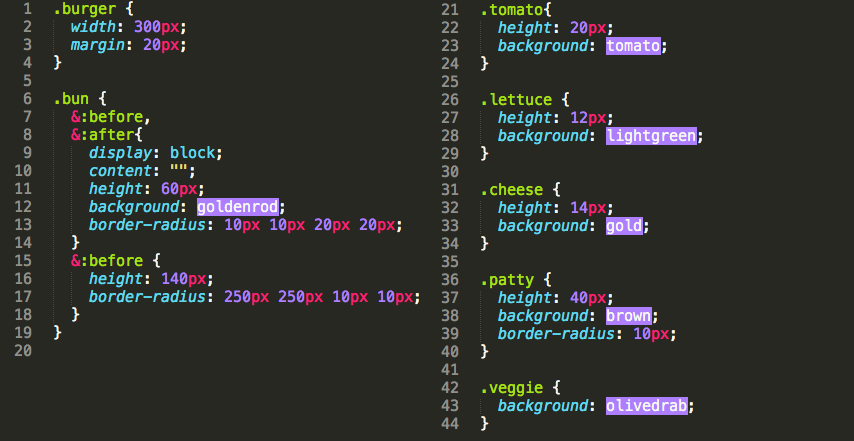 1 .burger {
2   width: 300px;
3   margin: 20px;
4 }
5
6 .bun {
7   &:before,
8   &:after{
9     display: block;
10     content: "";
11     height: 60px;
12     background: goldenrod;
13     border-radius: 10px 10px 20px 20px;
14   }
15   &:before {
16     height: 140px;
17     border-radius: 250px 250px 10px 10px;
18   }
19 }
20
21 .tomato{
22   height: 20px;
23   background: tomato;
24 }
25
26 .lettuce {
27   height: 12px;
28   background: lightgreen;
29 }
30
31 .cheese {
32   height: 14px;
33   background: gold;
34 }
35
36 .patty {
37   height: 40px;
38   background: brown;
39   border-radius: 10px;
40 }
41
42 .veggie {
43   background: olivedrab;
44 }